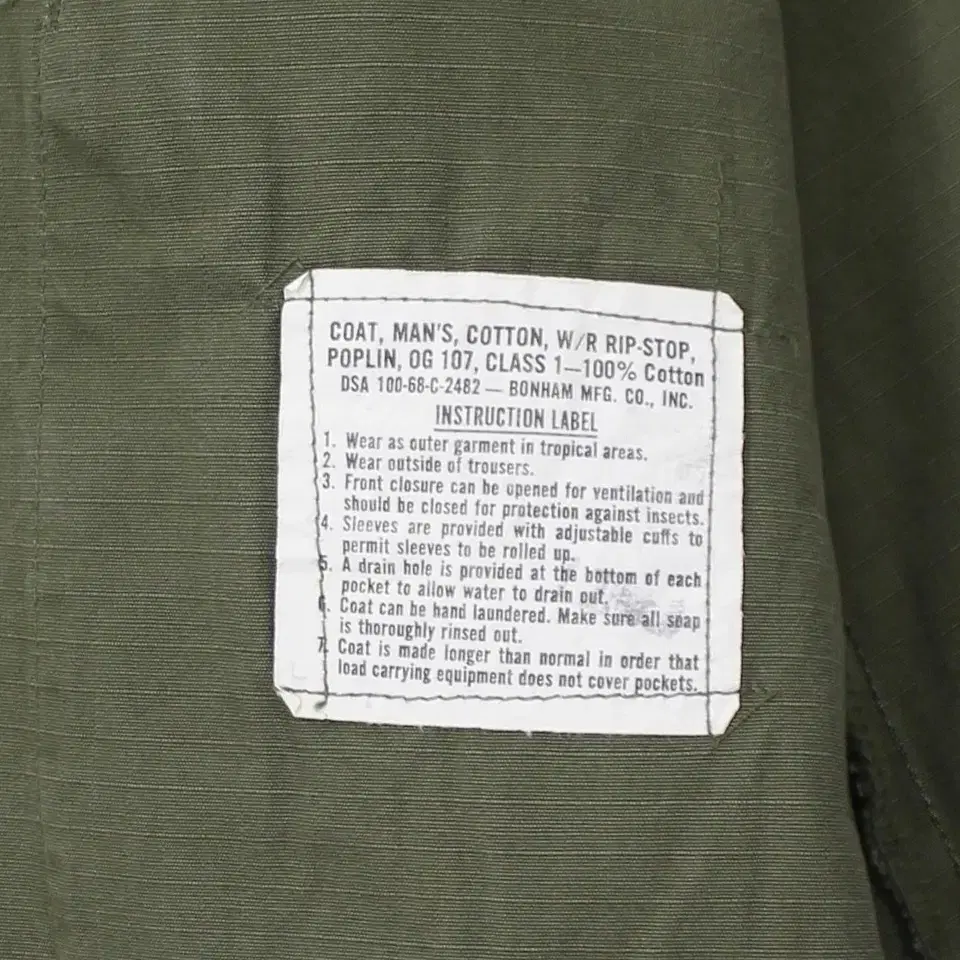 COAT, MAN'S, COTTON, W/R RIP-STOP,
POPLIN, OG 107, CLASS 1—100% Cotton
DSA 100-68-C-2482 — BONHAM MFG. CO., INC.
INSTRUCTION LABEL
1. Wear as outer garment in tropical areas.
2. Wear outside of trousers.
3. Front closure can be opened for ventilation and
should be closed for protection against insects.
4. Sleeves are provided with adjustable cuffs to
permit sleeves to be rolled up.
5. A drain hole is provided at the bottom of each
pocket to allow water to drain out.
6. Coat can be hand laundered. Make sure all soap
is thoroughly rinsed out.
7. Coat is made longer than normal in order that
load carrying equipment does not cover pockets.